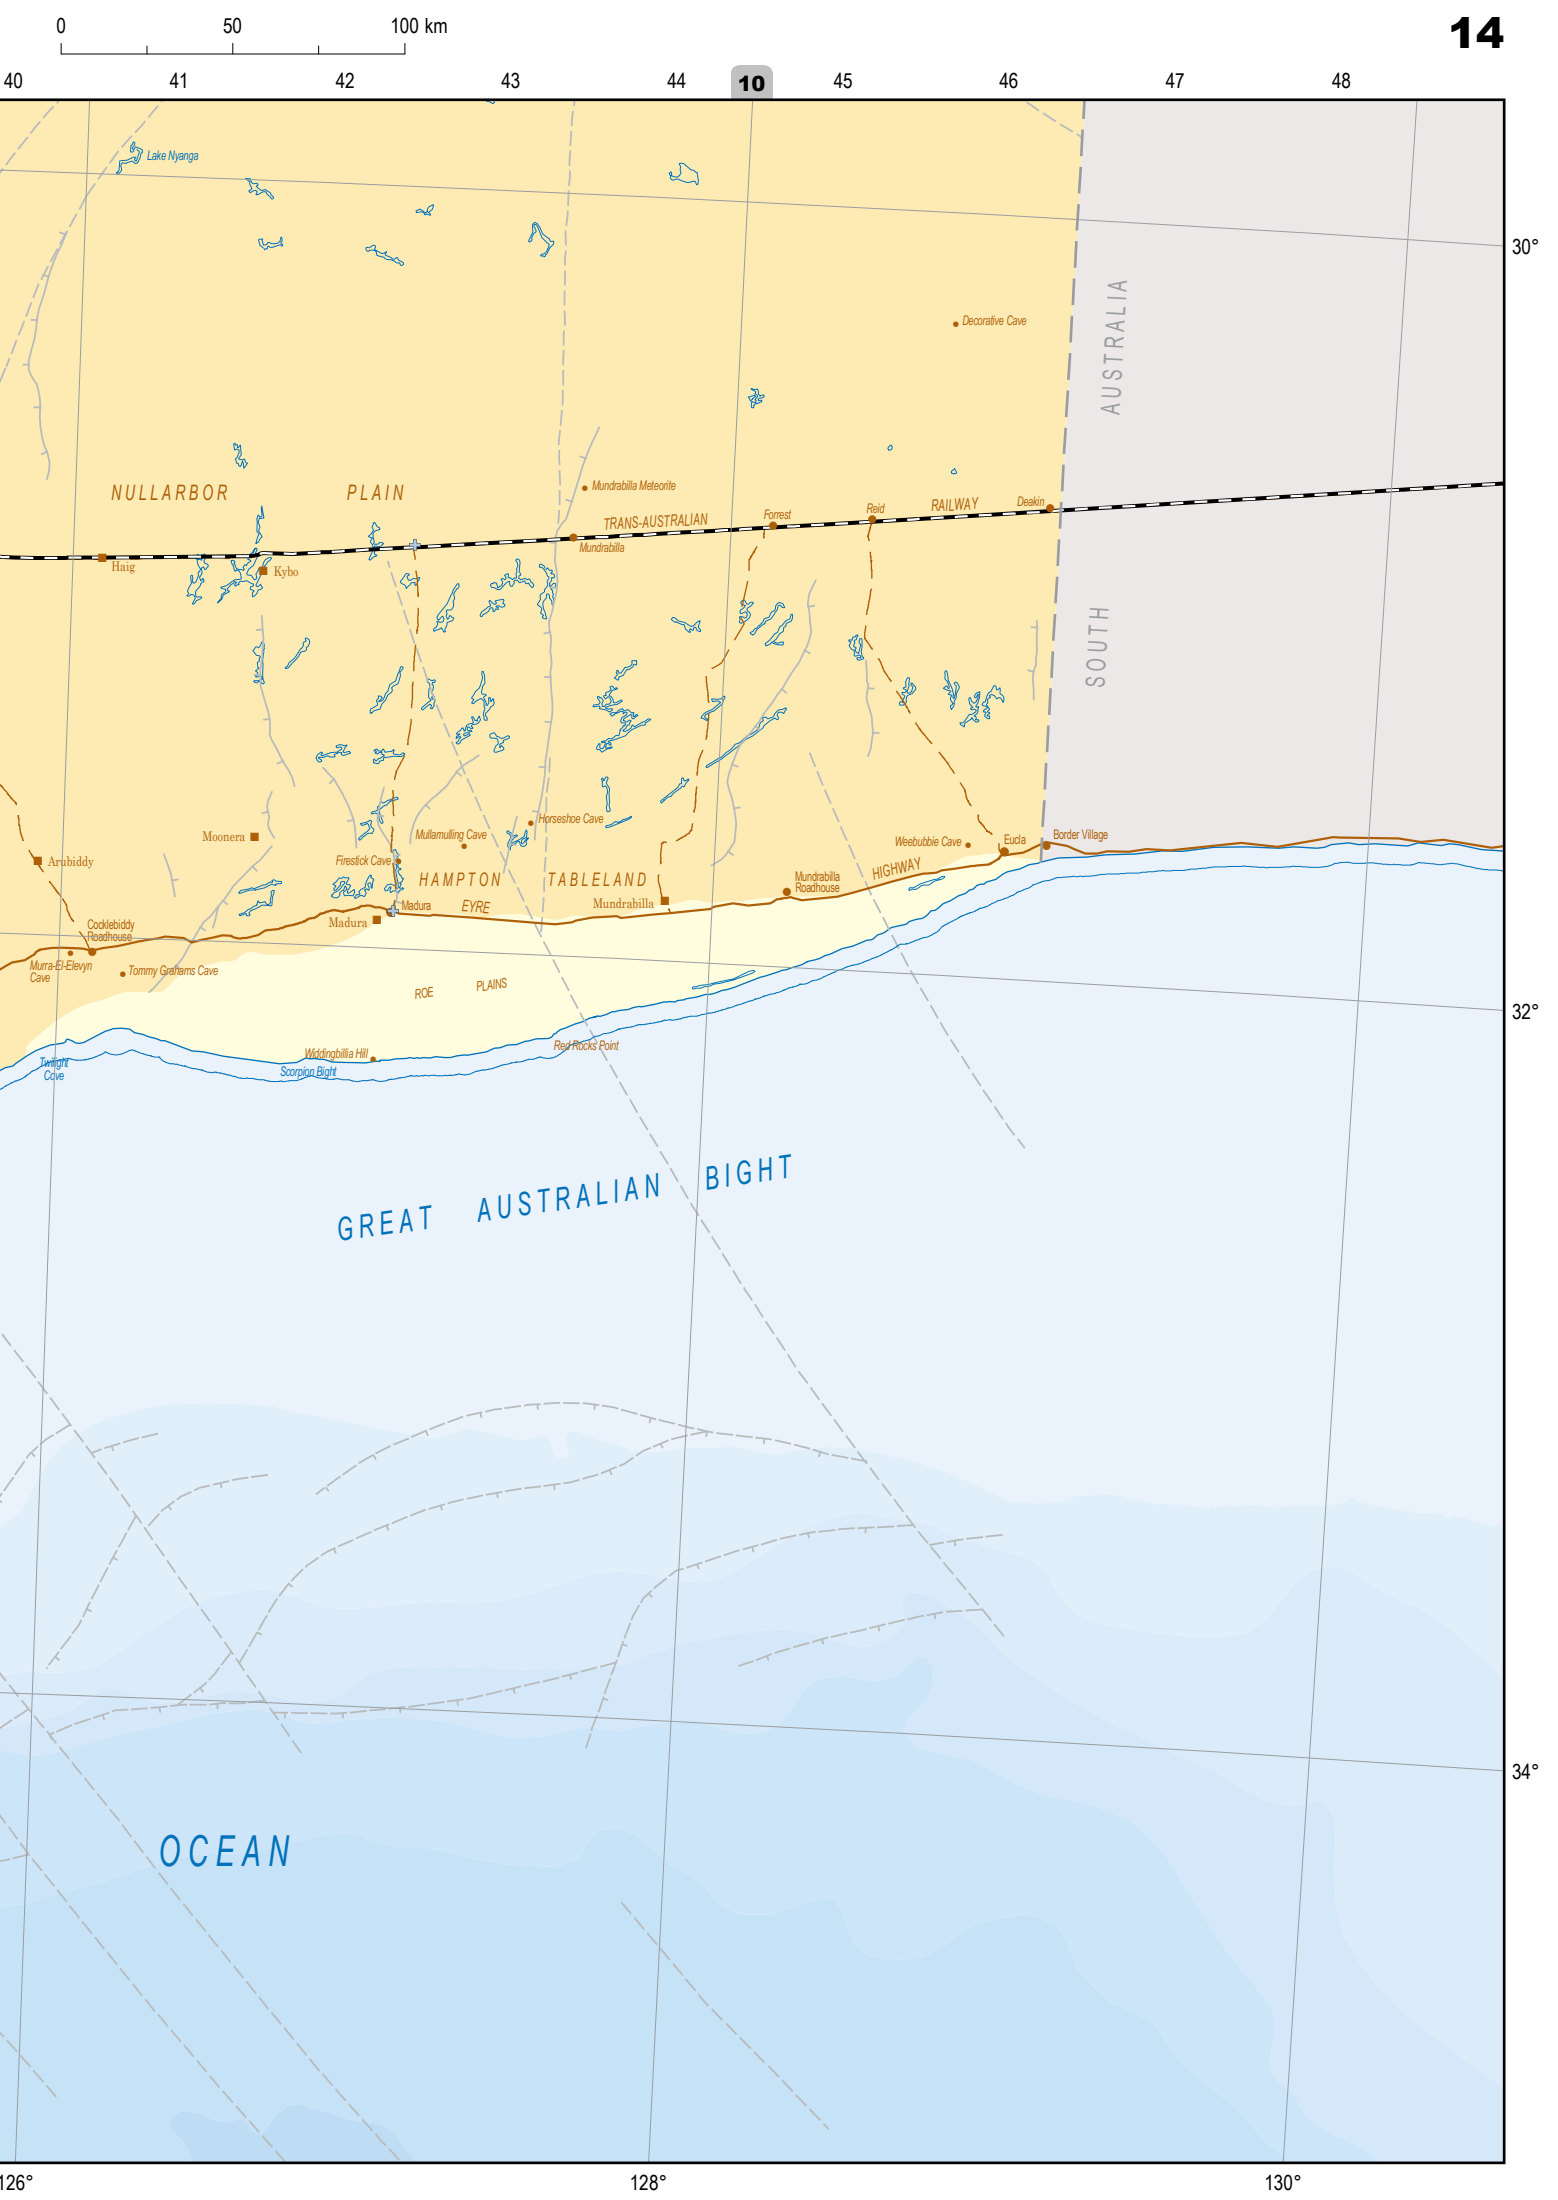 0 50 100 km
14
40 41 42 43 44 10 45 46 47 48
Lake Nyanga
30°
AUSTRALIA
Decorative Cave
NULLARBOR PLAIN
Mundrabilla Meteorite
TRANS-AUSTRALIAN
Forrest
Reid
RAILWAY
Deakin
Mundrabilla
Haig
Kybo
SOUTH
Moonera
Mullamulling Cave
Horseshoe Cave
Weebubbie Cave
Eucla
Border Village
Arubiddy
Firestick Cave
HAMPTON TABLELAND
HIGHWAY
Mundrabilla
Roadhouse
Mundrabilla
EYRE
Madura
Madura
Cocklebiddy
Roadhouse
Murra-El-Elevyn
Cave
Tommy Grahams Cave
ROE PLAINS
32°
Widdingbillia Hill
Red Rocks Point
Twilight
Cove
Scorpion Bight
GREAT AUSTRALIAN BIGHT
34°
OCEAN
126° 128° 130°